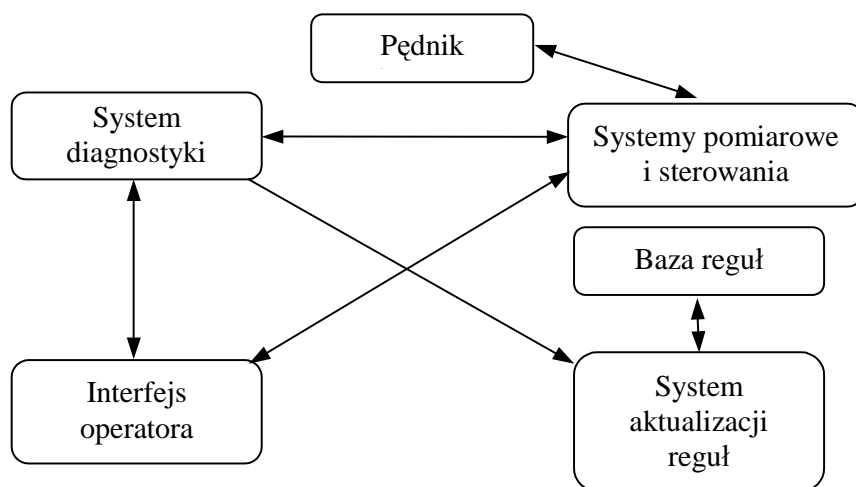 Pędnik
System
diagnostyki
Systemy pomiarowe
i sterowania
Baza reguł
Interfejs
operatora
System
aktualizacji
reguł